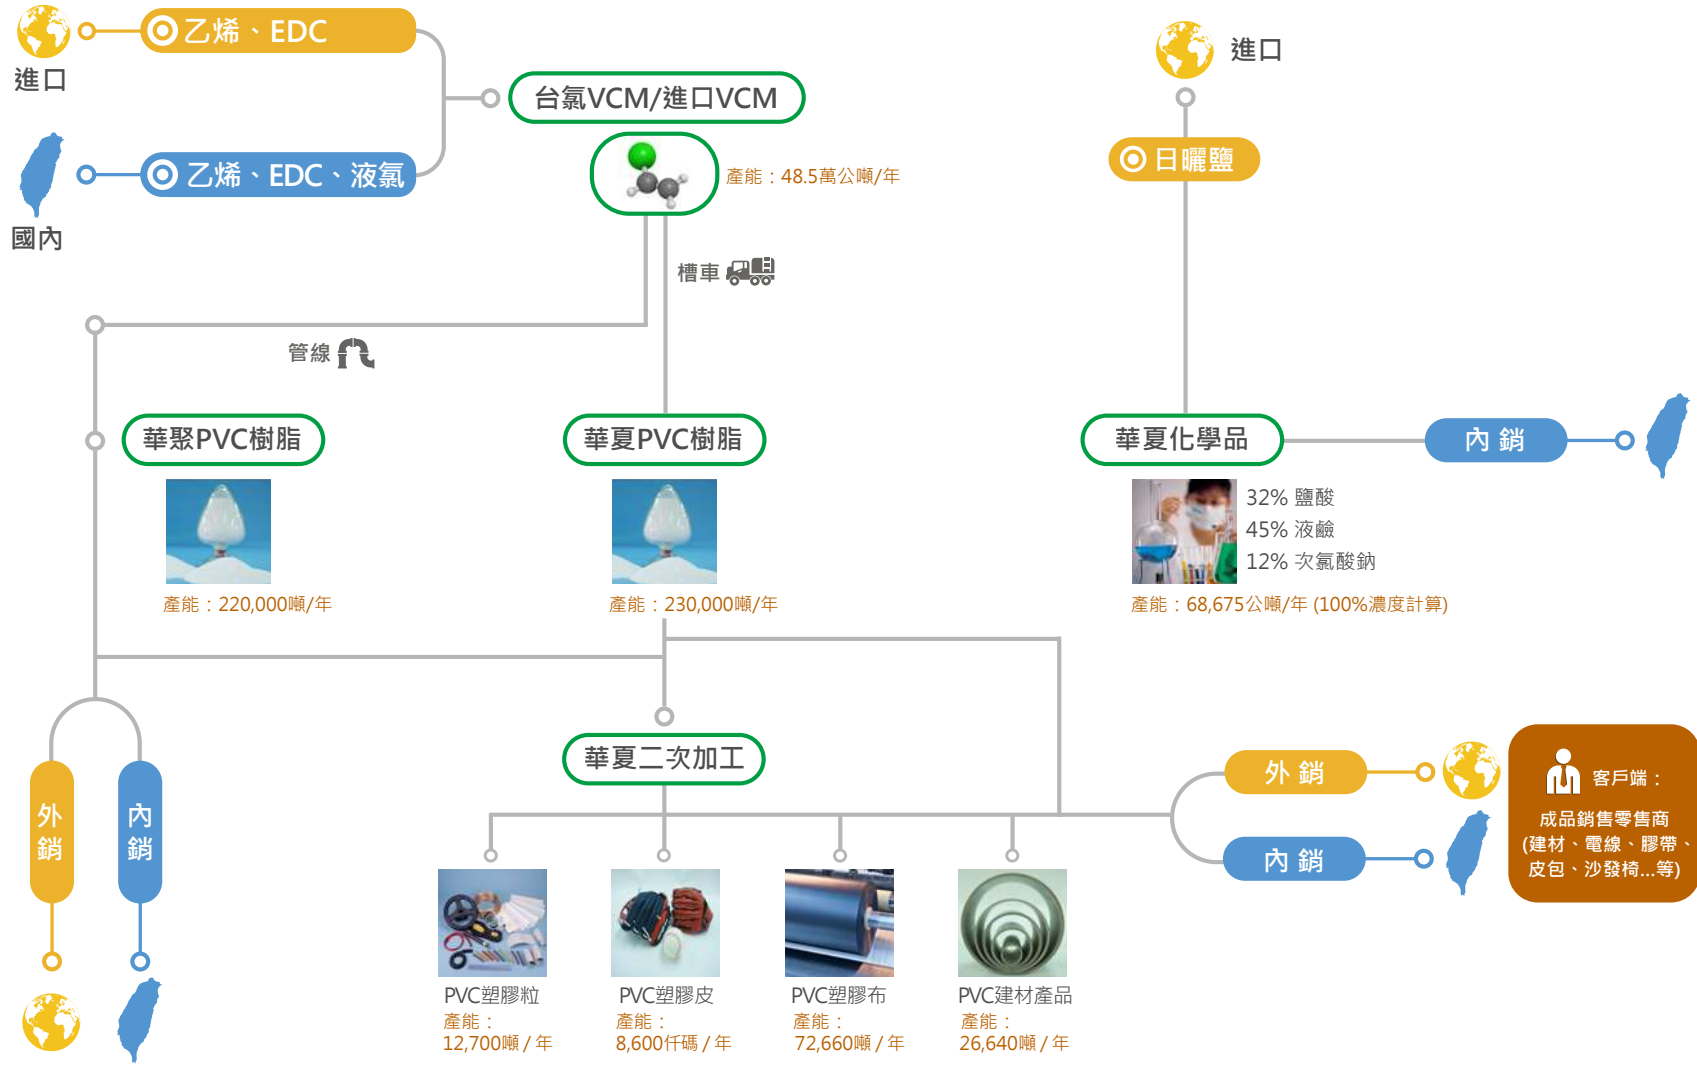 乙烯、EDC
進口
進口
台氯VCM/進口VCM
日曬鹽
乙烯、EDC、液氯
產能：48.5萬公噸/年
國內
槽車
管線
華聚PVC樹脂
華夏PVC樹脂
華夏化學品
內 銷
32% 鹽酸
45% 液鹼
12% 次氯酸鈉
產能：220,000噸/年
產能：230,000噸/年
產能：68,675公噸/年 (100%濃度計算)
華夏二次加工
外 銷
客戶端：
成品銷售零售商
(建材、電線、膠帶、
皮包、沙發椅...等)
外銷
內銷
內 銷
PVC塑膠粒
產能：
12,700噸 / 年
PVC塑膠皮
產能：
8,600仟碼 / 年
PVC塑膠布
產能：
72,660噸 / 年
PVC建材產品
產能：
26,640噸 / 年